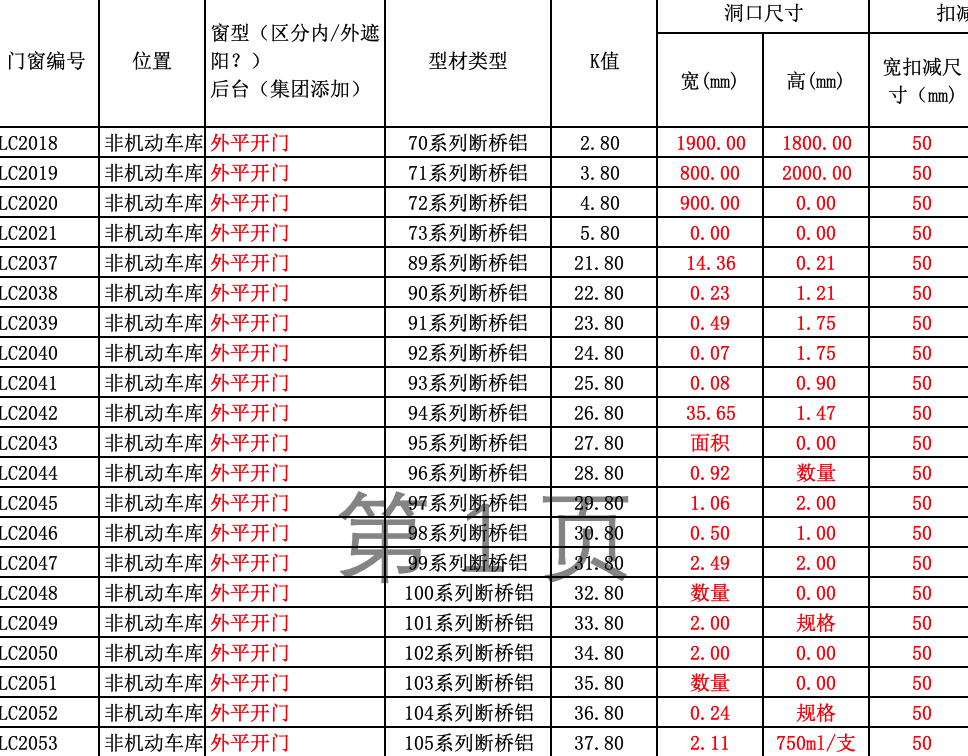 门窗编号 位置 窗型（区分内/外遮阳？）后台（集团添加） 型材类型 K值 洞口尺寸 扣减
宽(mm) 高(mm) 宽扣减尺寸（mm)
LC2018 非机动车库 外平开门 70系列断桥铝 2.80 1900.00 1800.00 50
LC2019 非机动车库 外平开门 71系列断桥铝 3.80 800.00 2000.00 50
LC2020 非机动车库 外平开门 72系列断桥铝 4.80 900.00 0.00 50
LC2021 非机动车库 外平开门 73系列断桥铝 5.80 0.00 0.00 50
LC2037 非机动车库 外平开门 89系列断桥铝 21.80 14.36 0.21 50
LC2038 非机动车库 外平开门 90系列断桥铝 22.80 0.23 1.21 50
LC2039 非机动车库 外平开门 91系列断桥铝 23.80 0.49 1.75 50
LC2040 非机动车库 外平开门 92系列断桥铝 24.80 0.07 1.75 50
LC2041 非机动车库 外平开门 93系列断桥铝 25.80 0.08 0.90 50
LC2042 非机动车库 外平开门 94系列断桥铝 26.80 35.65 1.47 50
LC2043 非机动车库 外平开门 95系列断桥铝 27.80 面积 0.00 50
LC2044 非机动车库 外平开门 96系列断桥铝 28.80 0.92 数量 50
LC2045 非机动车库 外平开门 97系列断桥铝 29.80 1.06 2.00 50
LC2046 非机动车库 外平开门 98系列断桥铝 30.80 0.50 1.00 50
LC2047 非机动车库 外平开门 99系列断桥铝 31.80 2.49 2.00 50
第 1 页
LC2048 非机动车库 外平开门 100系列断桥铝 32.80 数量 0.00 50
LC2049 非机动车库 外平开门 101系列断桥铝 33.80 2.00 规格 50
LC2050 非机动车库 外平开门 102系列断桥铝 34.80 2.00 0.00 50
LC2051 非机动车库 外平开门 103系列断桥铝 35.80 数量 0.00 50
LC2052 非机动车库 外平开门 104系列断桥铝 36.80 0.24 规格 50
LC2053 非机动车库 外平开门 105系列断桥铝 37.80 2.11 750ml/支 50